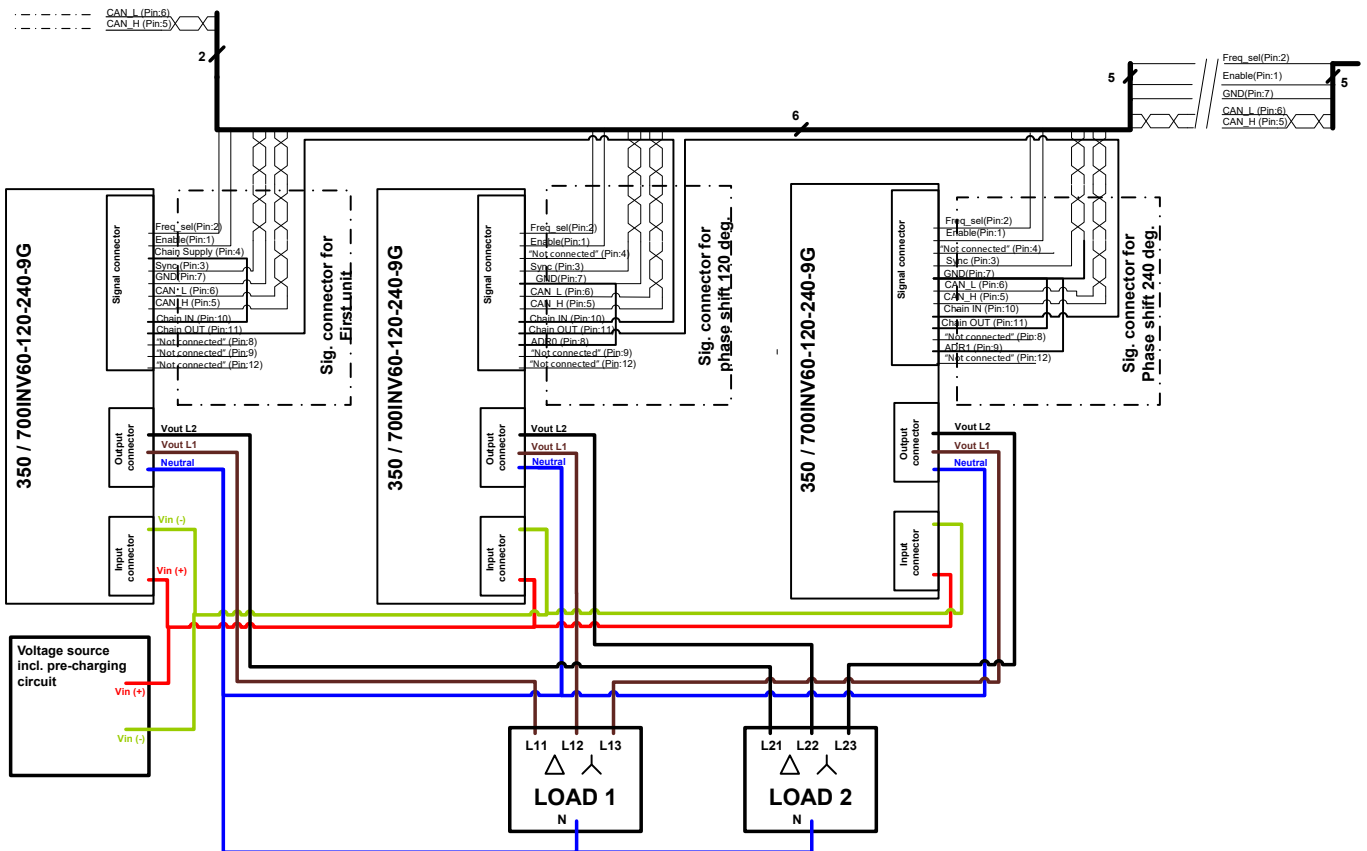 CAN_L (Pin:6)
CAN_H (Pin:5)
2
6
5
Freq_sel(Pin:2)
Enable(Pin:1)
GND(Pin:7)
CAN_L (Pin:6)
CAN_H (Pin:5)
5
350 / 700INV60-120-240-9G
Signal connector
Freq_sel(Pin:2)
Enable(Pin:1)
Chain Supply (Pin:4)
Sync(Pin:3)
GND(Pin:7)
CAN_L (Pin:6)
CAN_H (Pin:5)
Chain IN (Pin:10)
Chain OUT (Pin:11)
"Not connected" (Pin:8)
"Not connected" (Pin:9)
"Not connected" (Pin:12)
Sig. connector for
First unit
Output
connector
Vout L2
Vout L1
Neutral
Input
connector
Vin (-)
Vin (+)
350 / 700INV60-120-240-9G
Signal connector
Freq_sel(Pin:2)
Enable(Pin:1)
"Not connected" (Pin:4)
Sync (Pin:3)
GND(Pin:7)
CAN_L (Pin:6)
CAN_H (Pin:5)
Chain IN (Pin:10)
Chain OUT (Pin:11)
ADR0 (Pin:8)
"Not connected" (Pin:9)
"Not connected" (Pin:12)
Sig. connector for
phase shift 120 deg.
Output
connector
Vout L2
Vout L1
Neutral
Input
connector
350 / 700INV60-120-240-9G
Signal connector
Freq_sel(Pin:2)
Enable(Pin:1)
"Not connected" (Pin:4)
Sync (Pin:3)
GND(Pin:7)
CAN_L (Pin:6)
CAN_H (Pin:5)
Chain IN (Pin:10)
Chain OUT (Pin:11)
"Not connected" (Pin:8)
ADR1 (Pin:9)
"Not connected" (Pin:12)
Sig. connector for
Phase shift 240 deg.
Output
connector
Vout L2
Vout L1
Neutral
Input
connector
Voltage source
incl. pre-charging
circuit
Vin (+)
Vin (-)
L11 L12 L13
LOAD 1
N
L21 L22 L23
LOAD 2
N